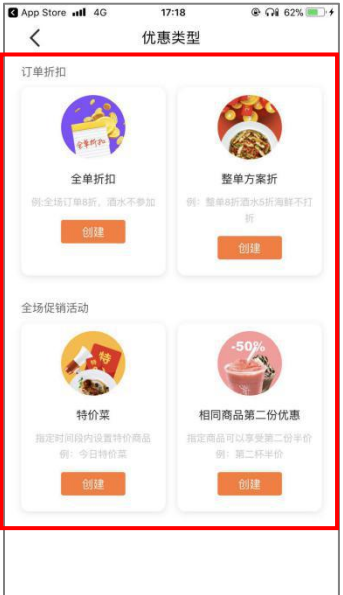 App Store 4G 17:18 62%
优惠类型
订单折扣
全单折扣
全单折扣
例:全场订单8折，酒水不参加
创建
整单方案折
例：整单8折酒水5折海鲜不打
折
创建
全场促销活动
特
特价菜
指定时间段内设置特价商品
例：今日特价菜
创建
-50%
相同商品第二份优惠
指定商品可以享受第二份半价
例：第二杯半价
创建